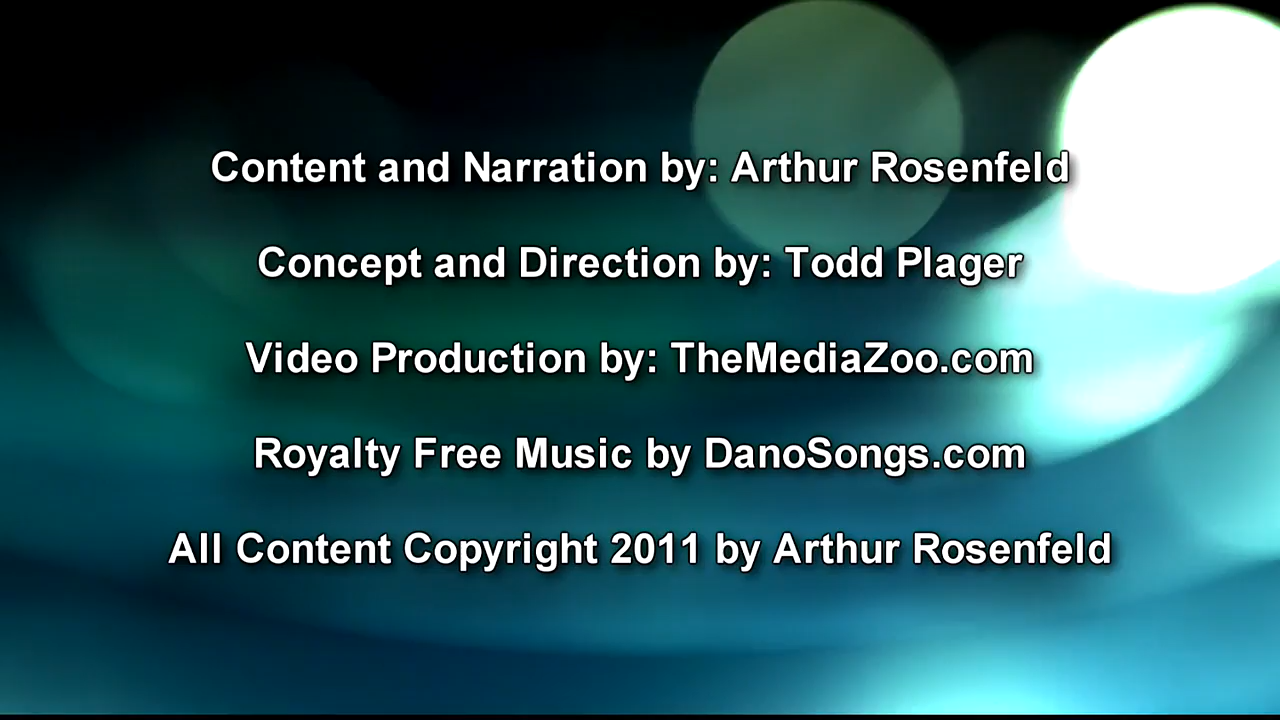 Content and Narration by: Arthur Rosenfeld
Concept and Direction by: Todd Plager
Video Production by: TheMediaZoo.com
Royalty Free Music by DanoSongs.com
All Content Copyright 2011 by Arthur Rosenfeld